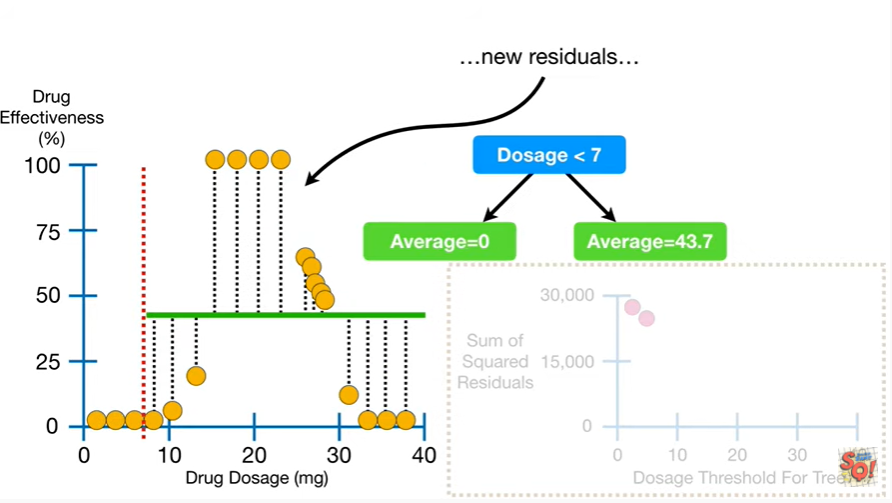 …new residuals…
Drug
Effectiveness
(%)
100
75
50
25
0
0
10
20
30
40
Drug Dosage (mg)
Dosage < 7
Average=0
Average=43.7
Sum of
Squared
Residuals
30,000
15,000
0
0
10
20
30
Dosage Threshold For Tree
SQ!